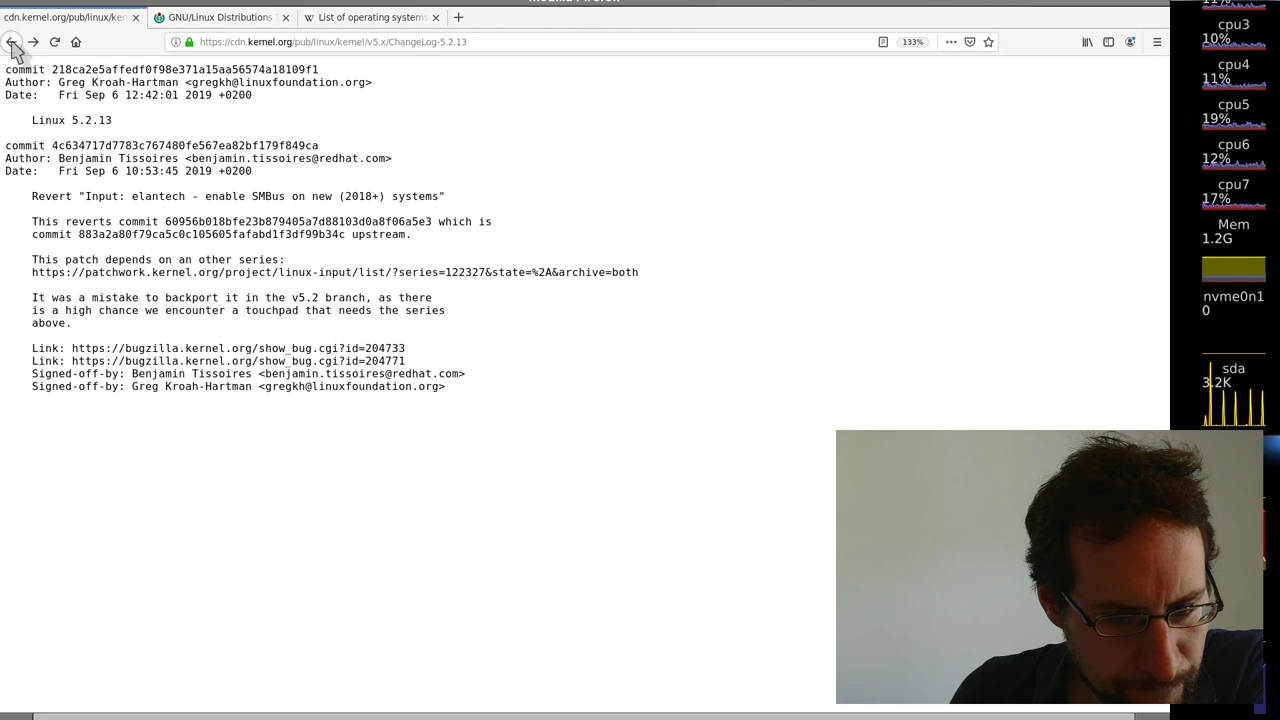 cdn.kernel.org/pub/linux/ker
GNU/Linux Distributions
List of operating systems
https://cdn.kernel.org/pub/linux/kernel/v5.x/ChangeLog-5.2.13
133%
commit 218ca2e5affedf0f98e371a15aa56574a18109f1
Author: Greg Kroah-Hartman <gregkh@linuxfoundation.org>
Date:   Fri Sep 6 12:42:01 2019 +0200
Linux 5.2.13
commit 4c634717d7783c767480fe567ea82bf179f849ca
Author: Benjamin Tissoires <benjamin.tissoires@redhat.com>
Date:   Fri Sep 6 10:53:45 2019 +0200
Revert "Input: elantech - enable SMBus on new (2018+) systems"
This reverts commit 60956b018bfe23b879405a7d88103d0a8f06a5e3 which is
commit 883a2a80f79ca5c0c105605fafabd1f3df99b34c upstream.
This patch depends on an other series:
https://patchwork.kernel.org/project/linux-input/list/?series=122327&state=%2A&archive=both
It was a mistake to backport it in the v5.2 branch, as there
is a high chance we encounter a touchpad that needs the series
above.
Link: https://bugzilla.kernel.org/show_bug.cgi?id=204733
Link: https://bugzilla.kernel.org/show_bug.cgi?id=204771
Signed-off-by: Benjamin Tissoires <benjamin.tissoires@redhat.com>
Signed-off-by: Greg Kroah-Hartman <gregkh@linuxfoundation.org>
cpu3
10%
cpu4
11%
cpu5
19%
cpu6
12%
cpu7
17%
Mem
1.2G
nvme0n1
0
sda
3.2K